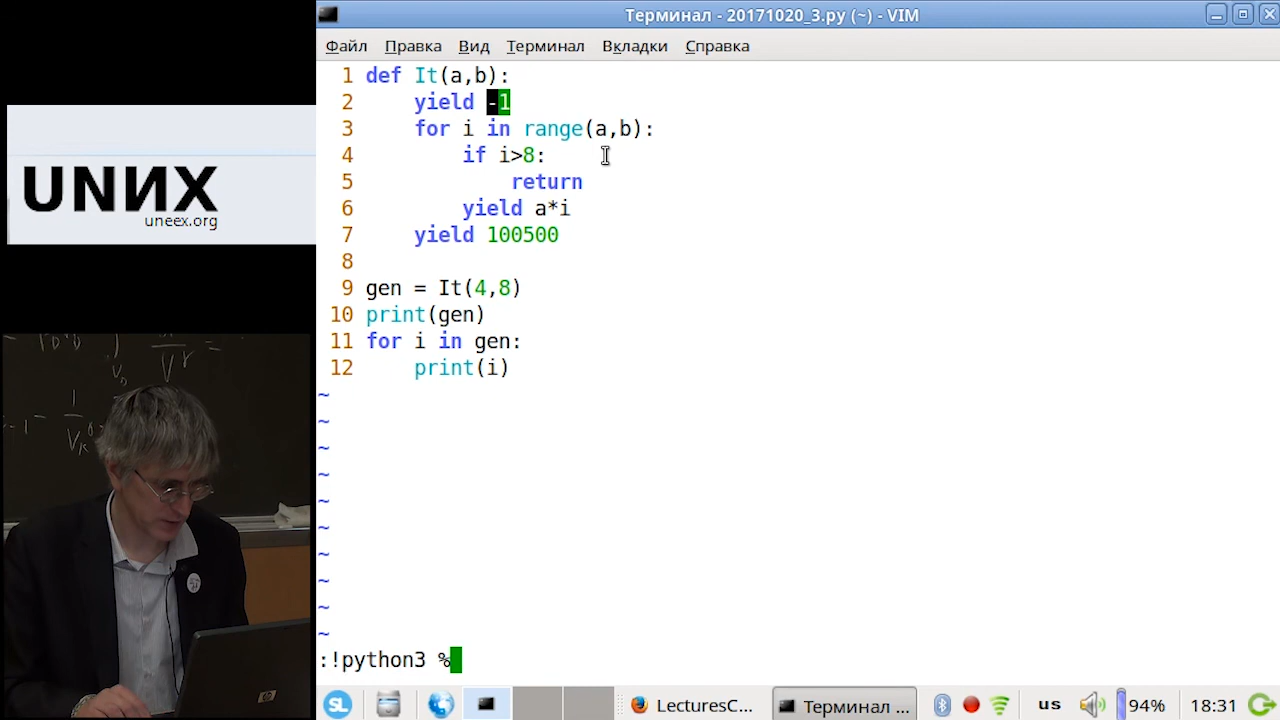 Терминал - 20171020_3.py (~) - VIM
Файл Правка Вид Терминал Вкладки Справка
1 def It(a,b):
2     yield -1
3     for i in range(a,b):
4         if i>8:
5             return
6         yield a*i
7     yield 100500
8
9 gen = It(4,8)
10 print(gen)
11 for i in gen:
12     print(i)
~
~
~
~
~
~
~
~
~
~
:!python3 %
LecturesC...
Терминал ...
us
94%
18:31
UNИX
uneex.org
hp